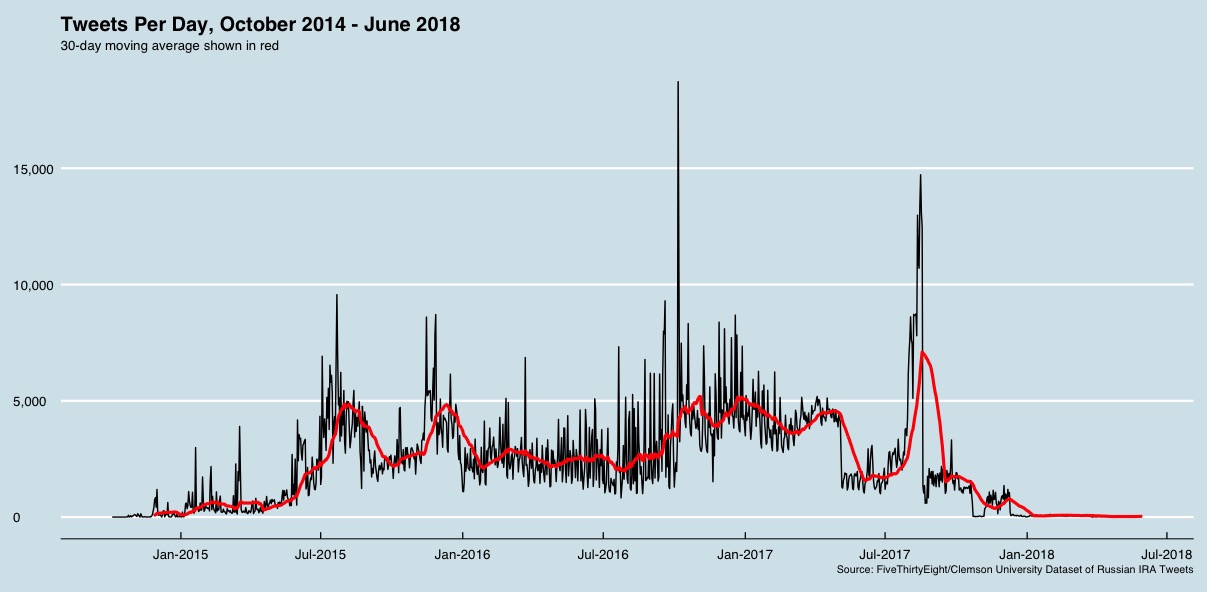 Tweets Per Day, October 2014 - June 2018
30-day moving average shown in red
15,000
10,000
5,000
0
Jan-2015 Jul-2015 Jan-2016 Jul-2016 Jan-2017 Jul-2017 Jan-2018 Jul-2018
Source: FiveThirtyEight/Clemson University Dataset of Russian IRA Tweets